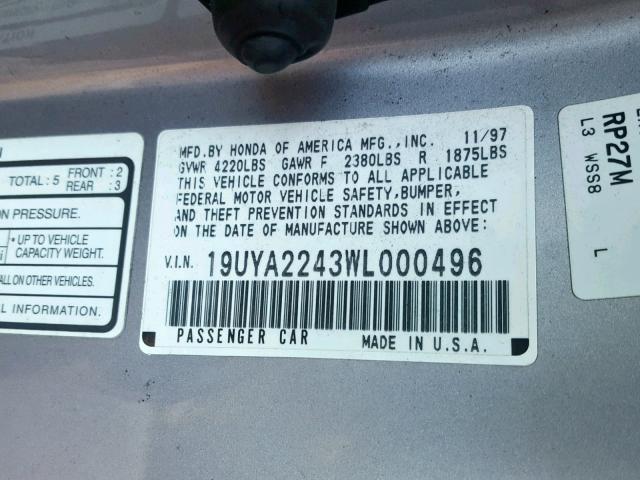 TOTAL : 5 FRONT : 2
REAR : 3
ON PRESSURE.
• UP TO VEHICLE
CAPACITY WEIGHT.
ALL ON OTHER VEHICLES.
MFD. BY HONDA OF AMERICA MFG., INC. 11/97
GVWR 4220LBS GAWR F 2380LBS R 1875LBS
THIS VEHICLE CONFORMS TO ALL APPLICABLE
FEDERAL MOTOR VEHICLE SAFETY, BUMPER,
AND THEFT PREVENTION STANDARDS IN EFFECT
ON THE DATE OF MANUFACTURE SHOWN ABOVE:
V.I.N. 19UYA2243WL000496
PASSENGER CAR MADE IN U.S.A.
RP27M
L3 WSS8 L